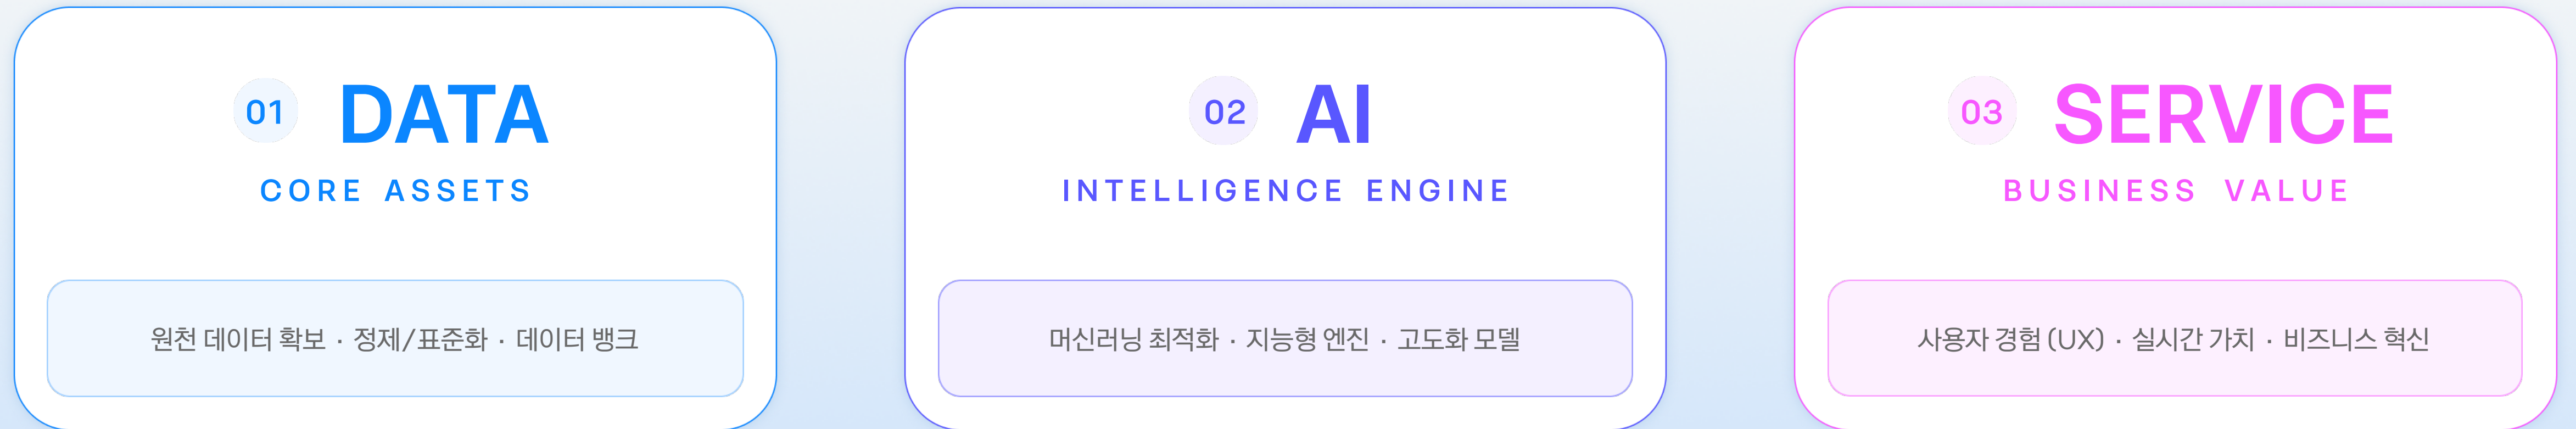 01 DATA
CORE ASSETS
원천 데이터 확보 · 정제/표준화 · 데이터 뱅크
02 AI
INTELLIGENCE ENGINE
머신러닝 최적화 · 지능형 엔진 · 고도화 모델
03 SERVICE
BUSINESS VALUE
사용자 경험 (UX) · 실시간 가치 · 비즈니스 혁신